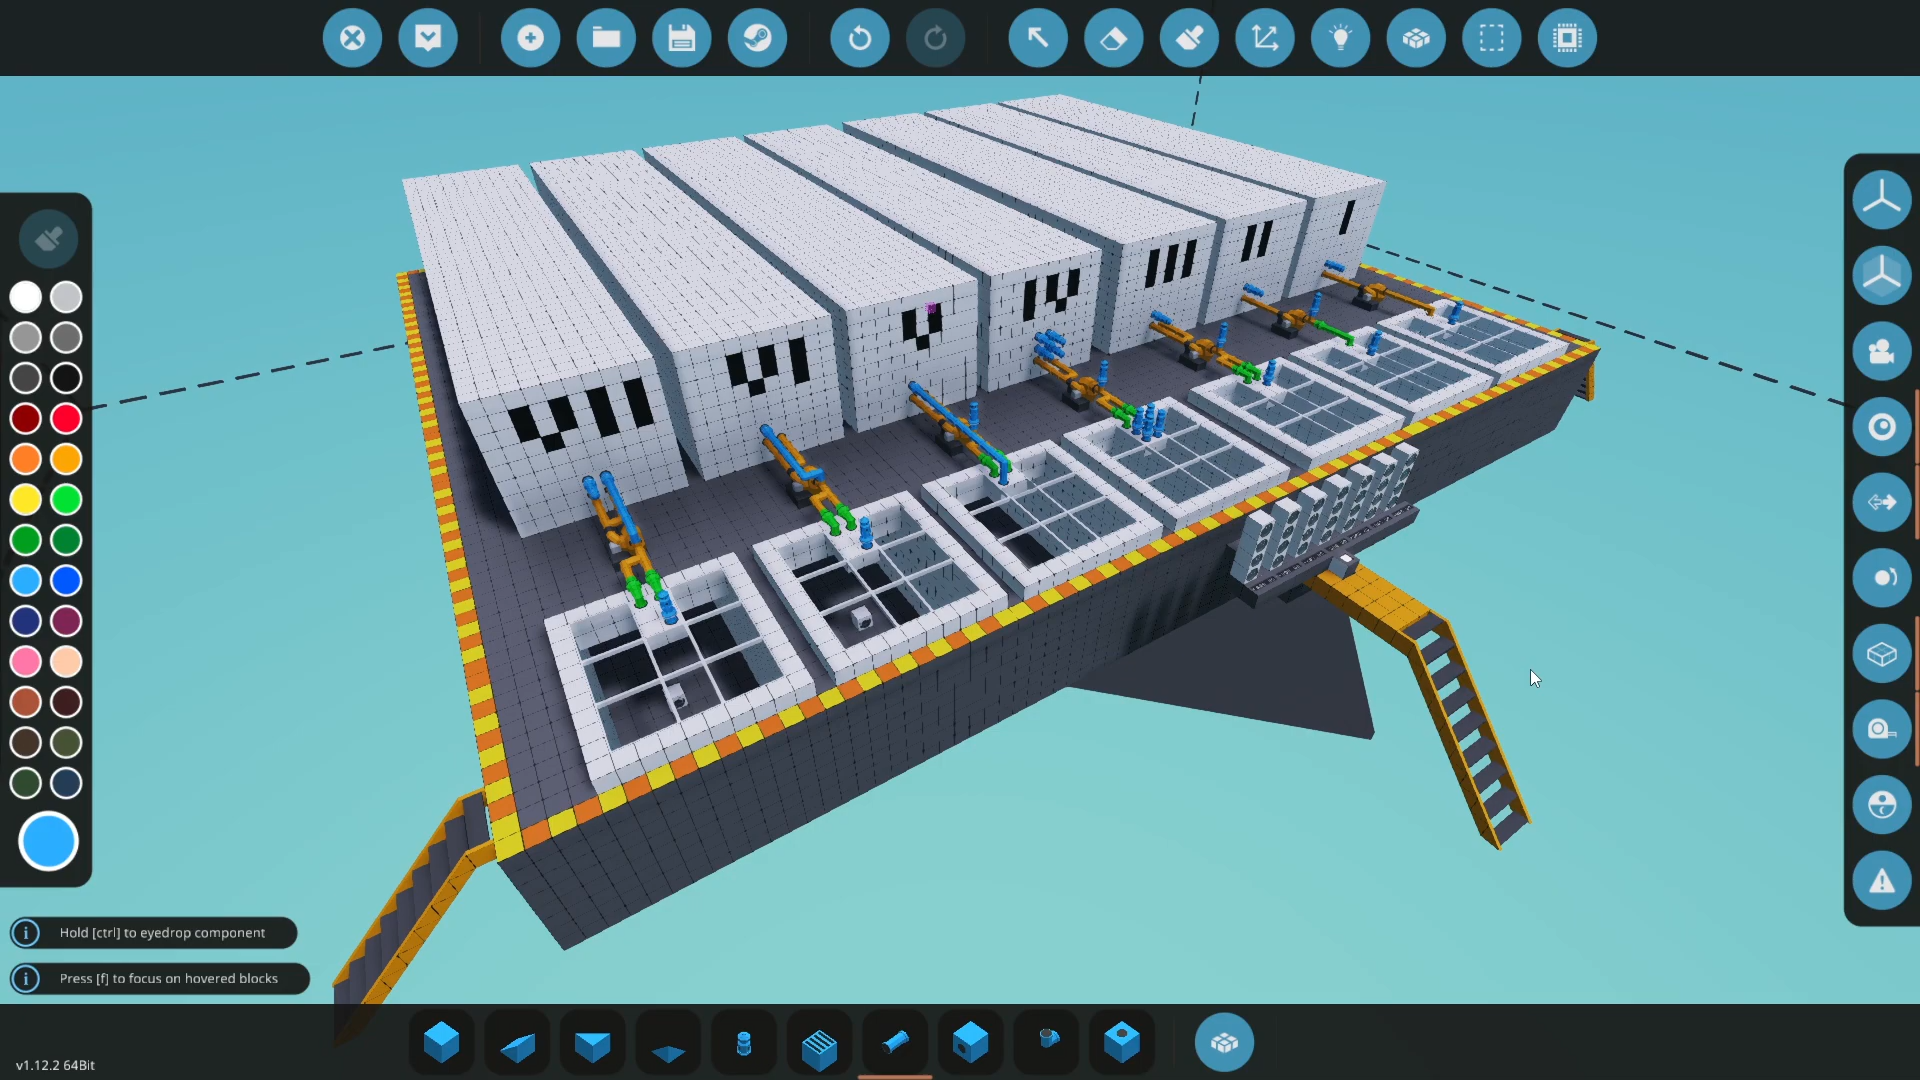 VII
VI
V
IV
III
II
I
Hold [ctrl] to eyedrop component
Press [f] to focus on hovered blocks
v1.12.2 64Bit